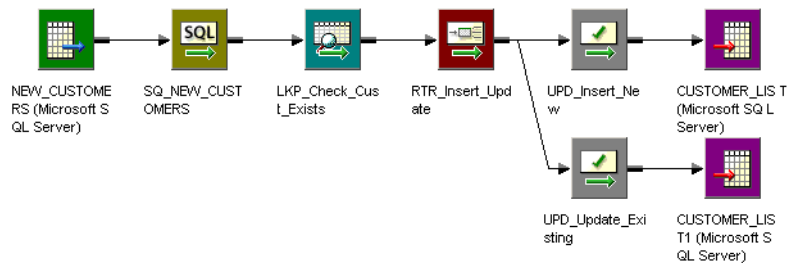 SQL
NEW_CUSTOME
RS (Microsoft S
QL Server)
SQ_NEW_CUST
OMERS
LKP_Check_Cus
t_Exists
RTR_Insert_Upd
ate
UPD_Insert_Ne
w
CUSTOMER_LIS T
(Microsoft SQ L
Server)
UPD_Update_Exi
sting
CUSTOMER_LIS
T1 (Microsoft S
QL Server)